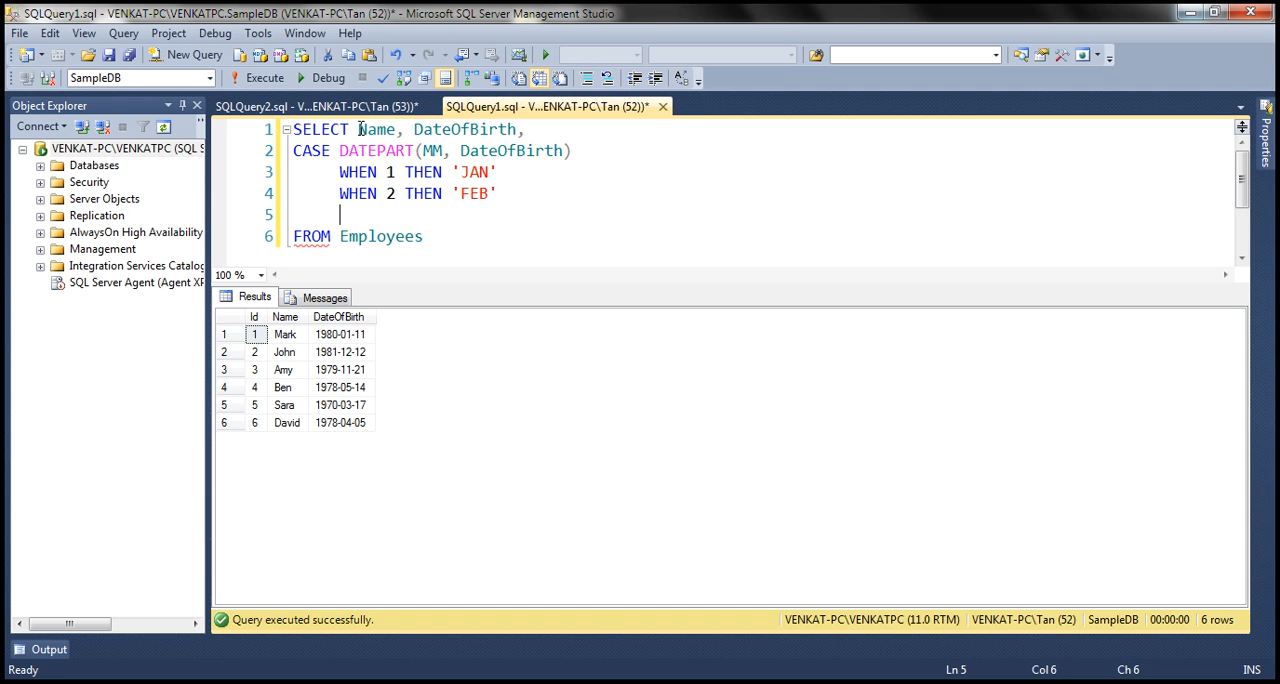 SQLQuery1.sql - VENKAT-PC\VENKATPC.SampleDB (VENKAT-PC\Tan (52))* - Microsoft SQL Server Management Studio
File Edit View Query Project Debug Tools Window Help
New Query
SampleDB Execute Debug
Object Explorer SQLQuery2.sql - V...ENKAT-PC\Tan (53))* SQLQuery1.sql - V...ENKAT-PC\Tan (52))*
Connect
VENKAT-PC\VENKATPC (SQL S
Databases
Security
Server Objects
Replication
AlwaysOn High Availability
Management
Integration Services Catalog
SQL Server Agent (Agent XP
1 SELECT Name, DateOfBirth,
2 CASE DATEPART(MM, DateOfBirth)
3 WHEN 1 THEN 'JAN'
4 WHEN 2 THEN 'FEB'
5
6 FROM Employees
100 %
Results Messages
Id Name DateOfBirth
1 1 Mark 1980-01-11
2 2 John 1981-12-12
3 3 Amy 1979-11-21
4 4 Ben 1978-05-14
5 5 Sara 1970-03-17
6 6 David 1978-04-05
Properties
Query executed successfully. VENKAT-PC\VENKATPC (11.0 RTM) VENKAT-PC\Tan (52) SampleDB 00:00:00 6 rows
Output
Ready Ln 5 Col 6 Ch 6 INS